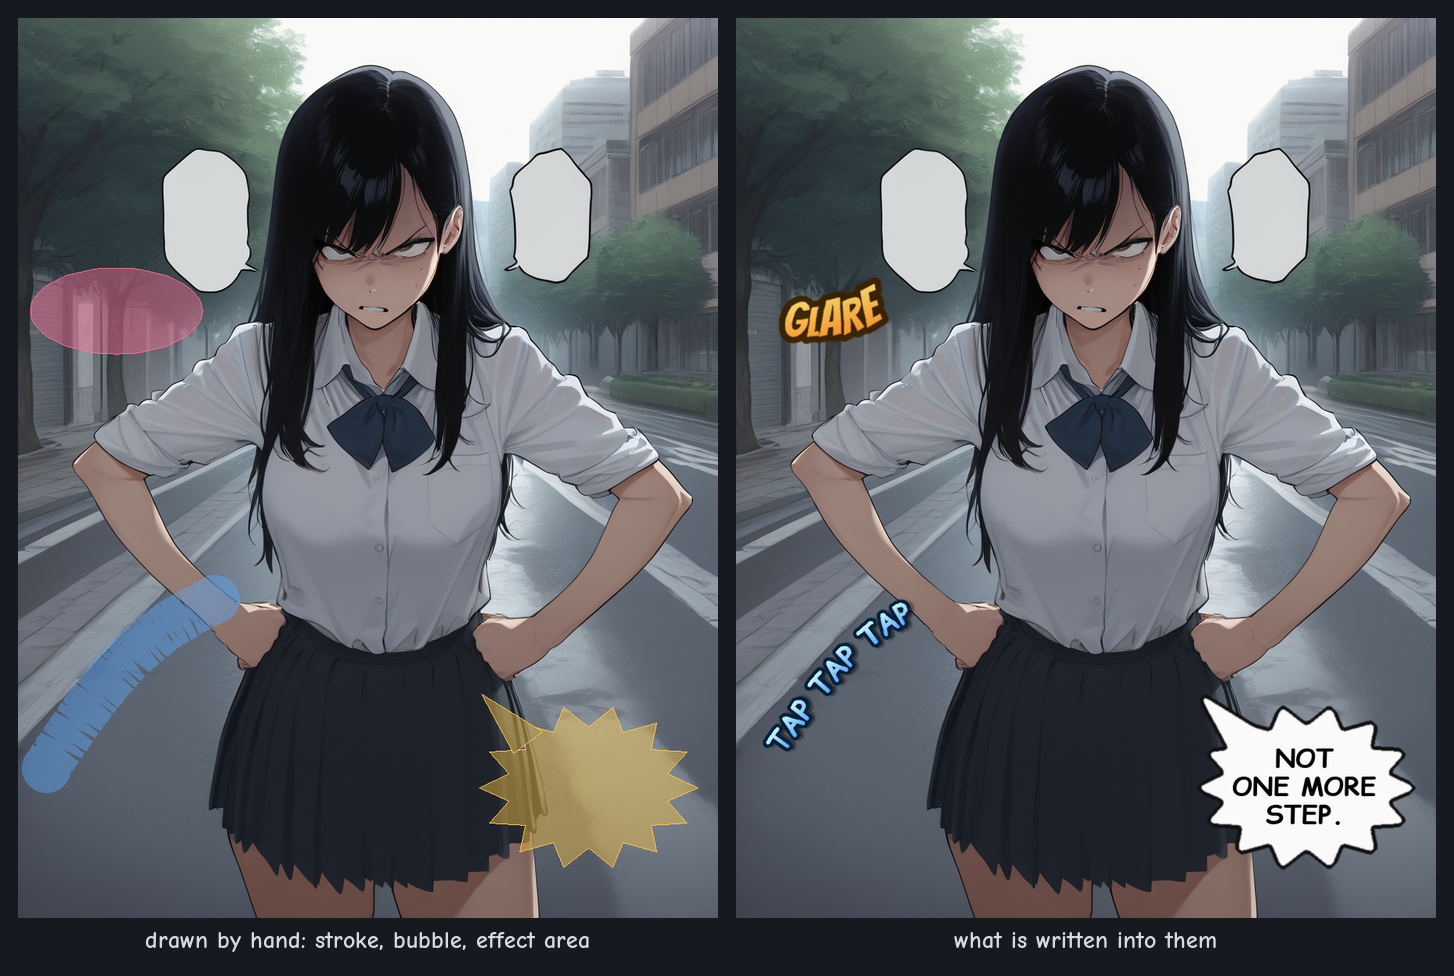 GLARE
TAP TAP TAP
NOT
ONE MORE
STEP.
drawn by hand: stroke, bubble, effect area
what is written into them